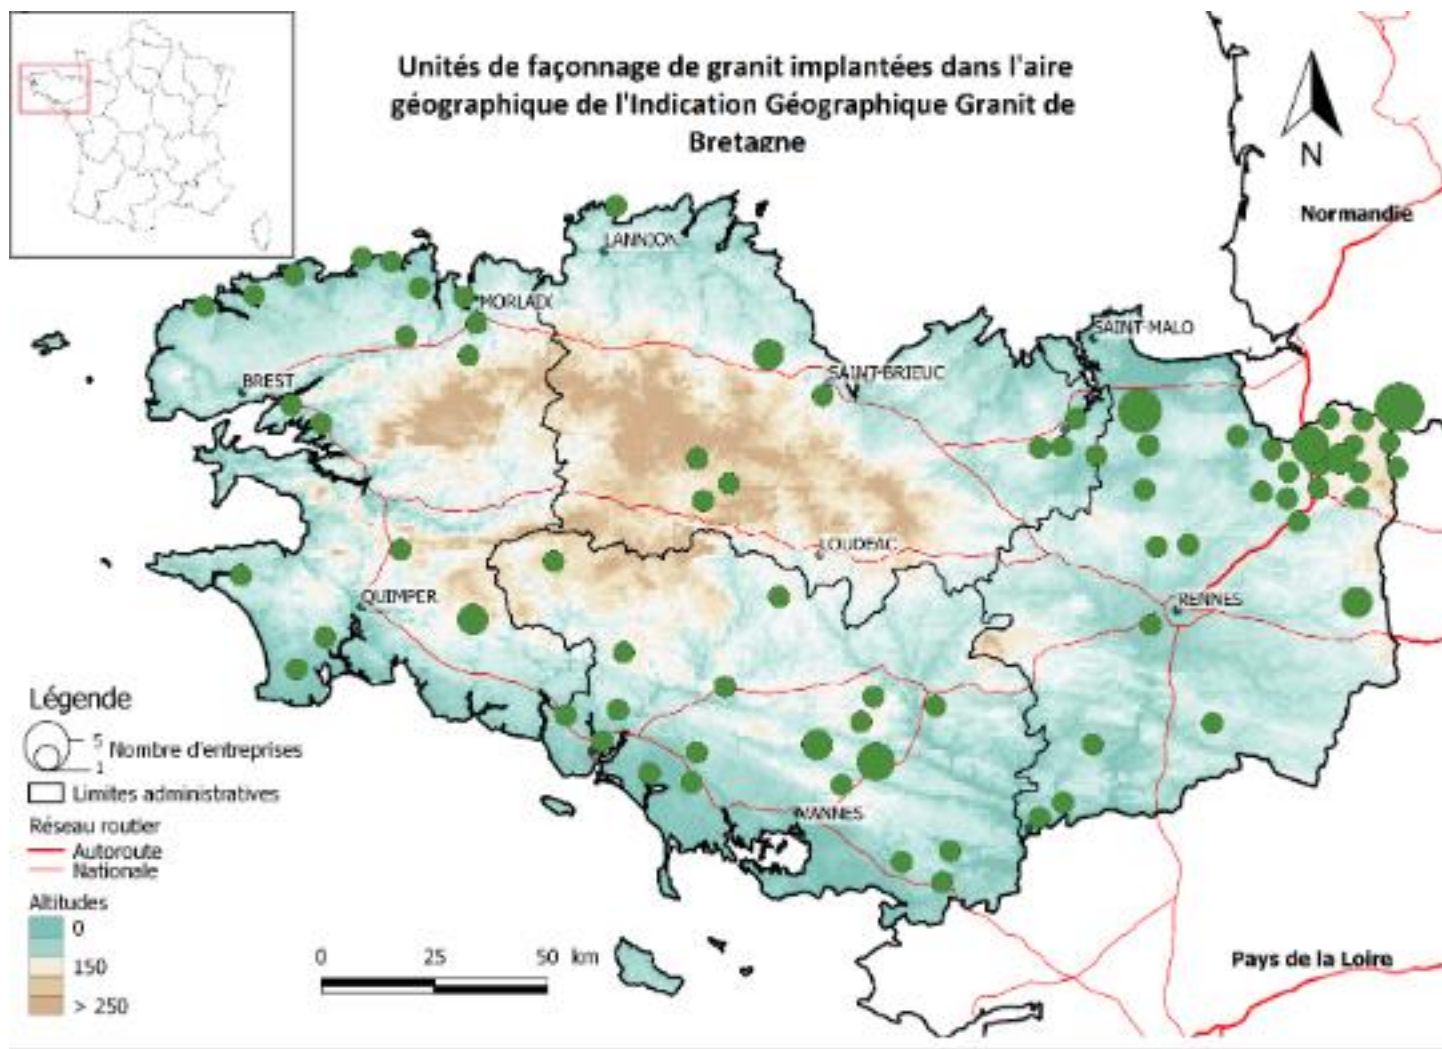 Unités de façonnage de granit implantées dans l'aire
géographique de l'Indication Géographique Granit de
Bretagne
N
Normandie
LANNION
MORLAIX
SAINT-MALO
BREST
SAINT-BRIEUC
LOUDEAC
QUIMPER
RENNES
VANNES
Légende
5
1
Nombre d'entreprises
Limites administratives
Réseau routier
Autoroute
Nationale
Altitudes
0
150
> 250
0 25 50 km
Pays de la Loire